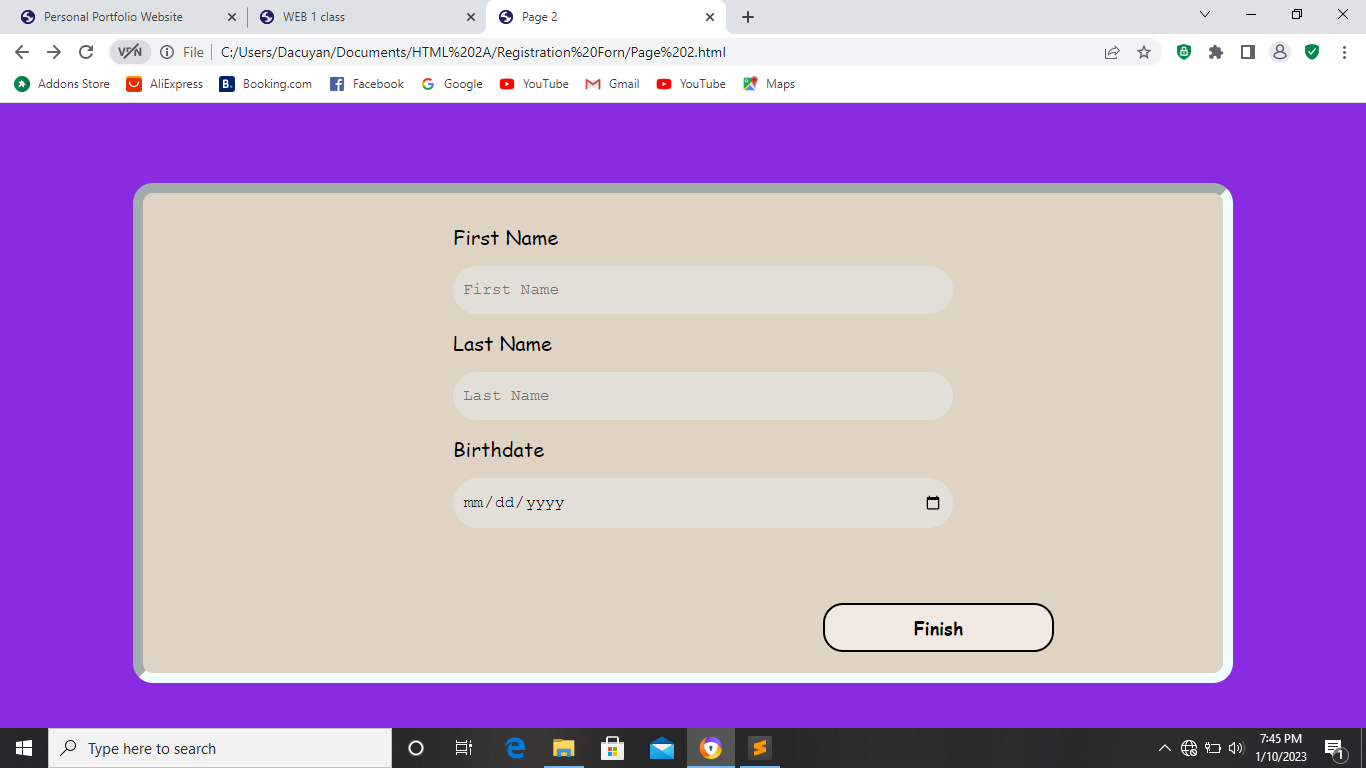 Personal Portfolio Website
WEB 1 class
Page 2
VPN
File
C:/Users/Dacuyan/Documents/HTML%202A/Registration%20Forn/Page%202.html
Addons Store
AliExpress
B.
Booking.com
Facebook
Google
YouTube
Gmail
YouTube
Maps
First Name
First Name
Last Name
Last Name
Birthdate
mm/dd/yyyy
Finish
Type here to search
7:45 PM
1/10/2023
1